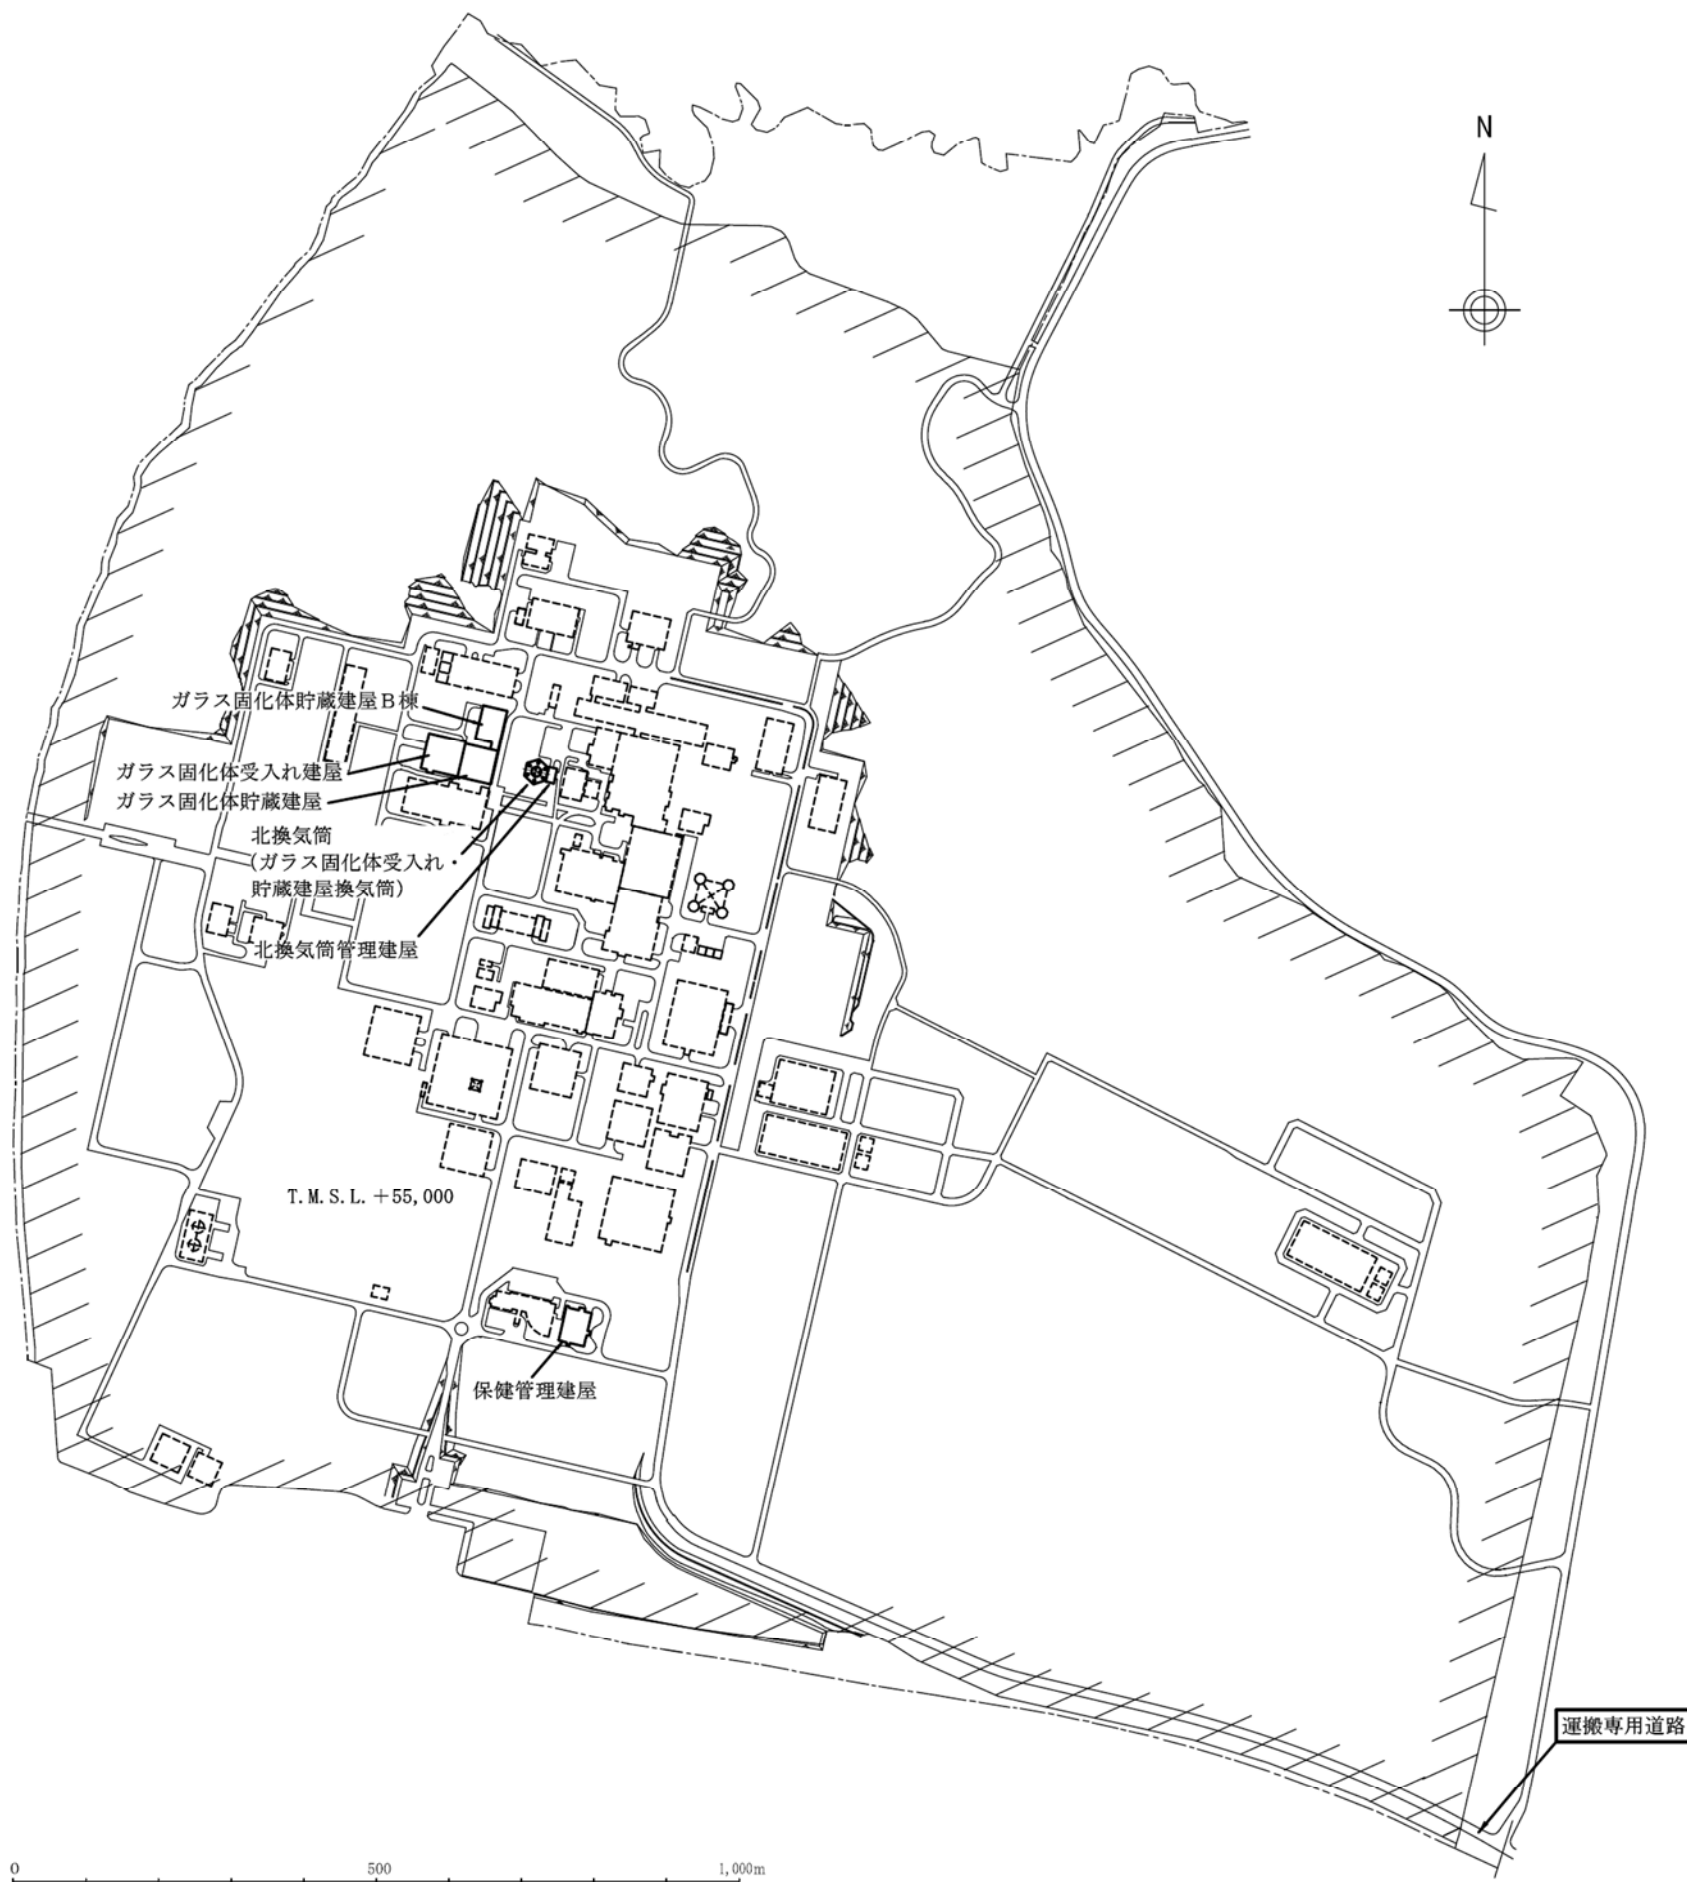 N
ガラス固化体貯蔵建屋B棟
ガラス固化体受入れ建屋
ガラス固化体貯蔵建屋
北換気筒
(ガラス固化体受入れ・
貯蔵建屋換気筒)
北換気筒管理建屋
T.M.S.L. +55,000
保健管理建屋
運搬専用道路
0 500 1,000m